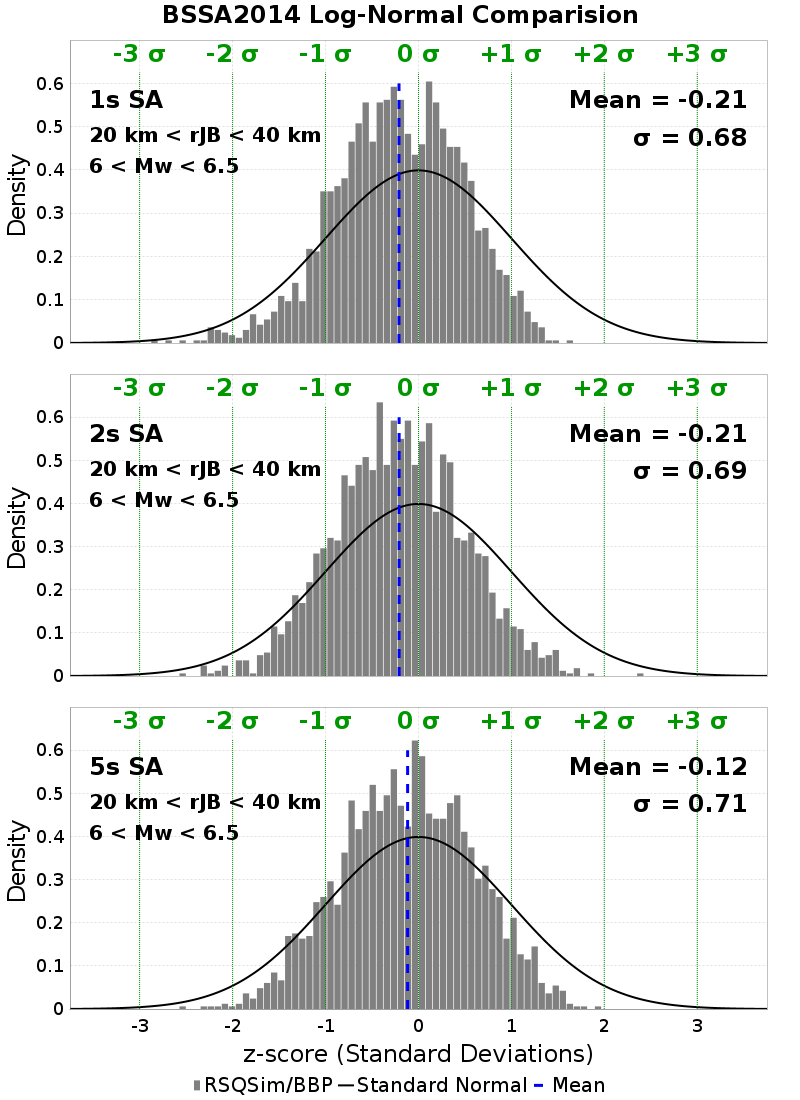 BSSA2014 Log-Normal Comparision
-3 σ -2 σ -1 σ 0 σ +1 σ +2 σ +3 σ
1s SA
20 km < rJB < 40 km
6 < Mw < 6.5
Mean = -0.21
σ = 0.68
Density
0.6
0.5
0.4
0.3
0.2
0.1
0
-3 σ -2 σ -1 σ 0 σ +1 σ +2 σ +3 σ
2s SA
20 km < rJB < 40 km
6 < Mw < 6.5
Mean = -0.21
σ = 0.69
Density
0.6
0.5
0.4
0.3
0.2
0.1
0
-3 σ -2 σ -1 σ 0 σ +1 σ +2 σ +3 σ
5s SA
20 km < rJB < 40 km
6 < Mw < 6.5
Mean = -0.12
σ = 0.71
Density
0.6
0.5
0.4
0.3
0.2
0.1
0
-3 -2 -1 0 1 2 3
z-score (Standard Deviations)
RSQSim/BBP Standard Normal Mean